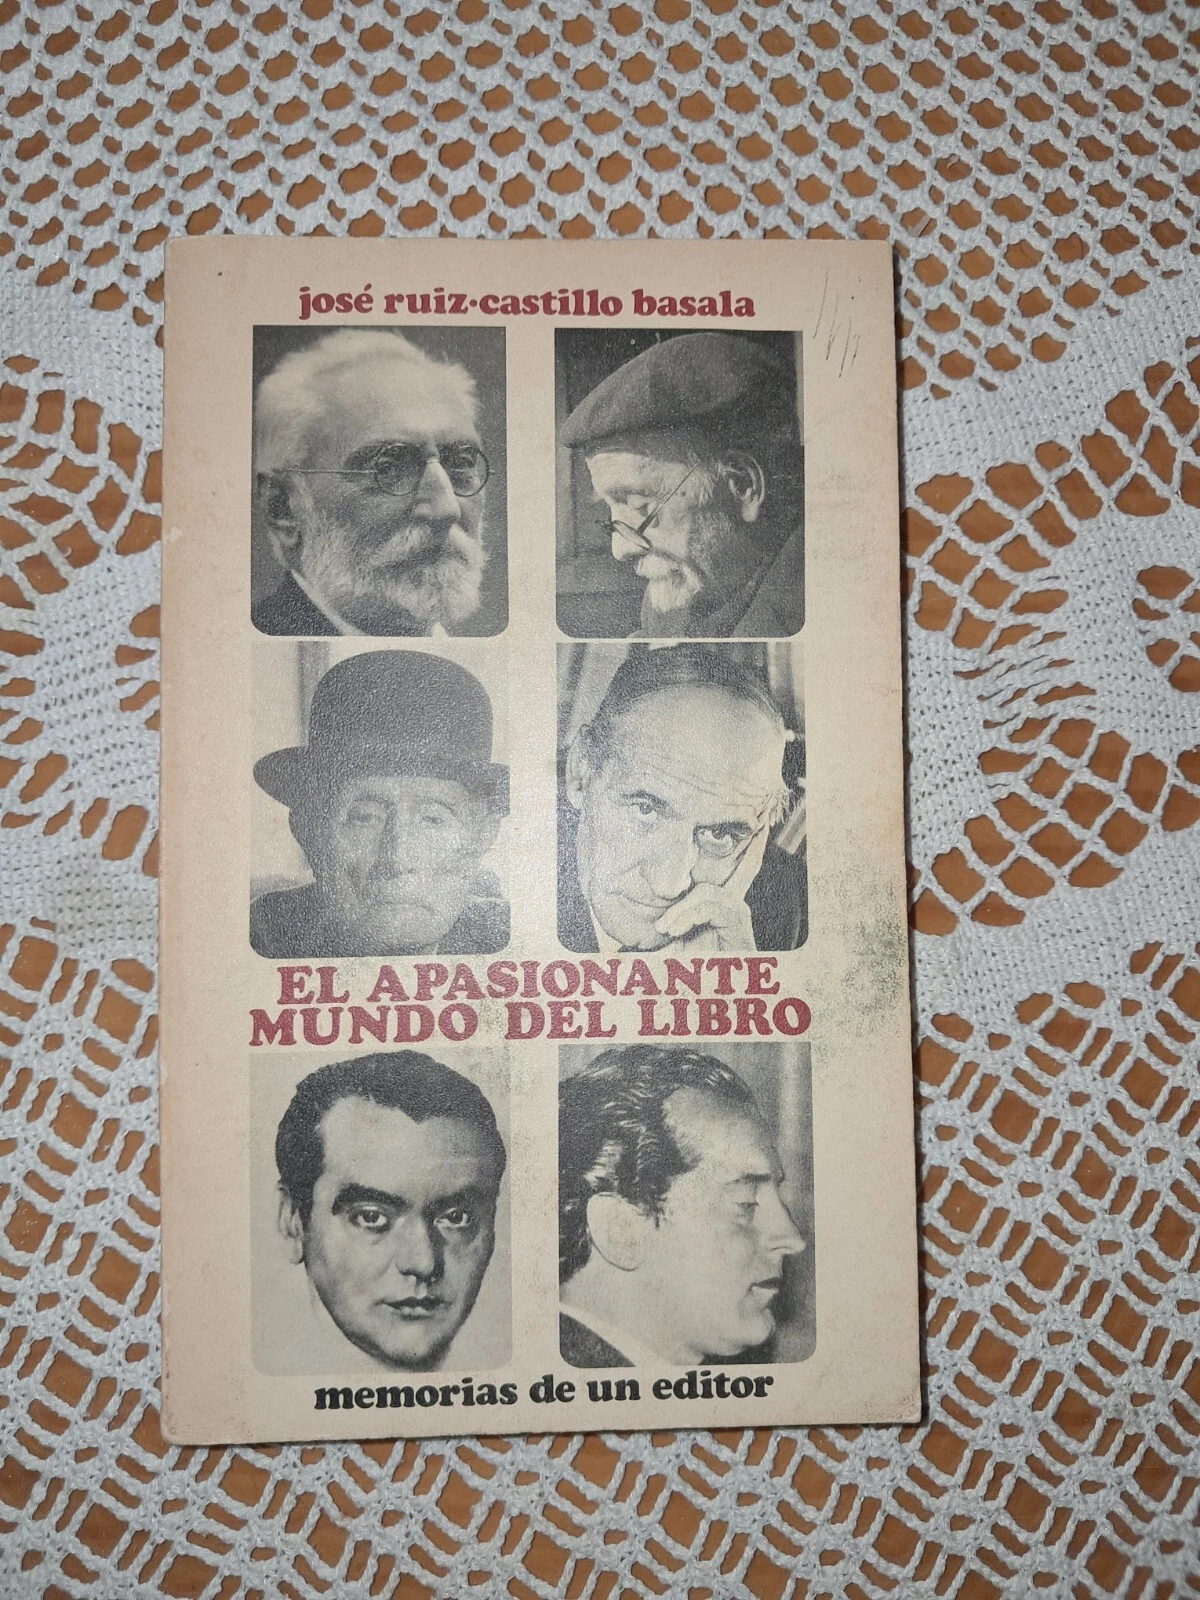 josé ruiz·castillo basala
EL APASIONANTE
MUNDO DEL LIBRO
memorias de un editor